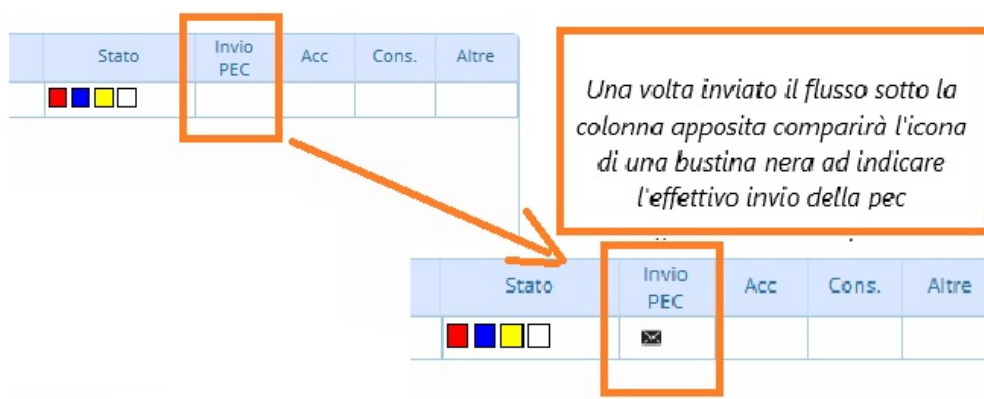 Stato Invio PEC Acc Cons. Altre
Una volta inviato il flusso sotto la
colonna apposita comparirà l'icona
di una bustina nera ad indicare
l'effettivo invio della pec
Stato Invio PEC Acc Cons. Altre